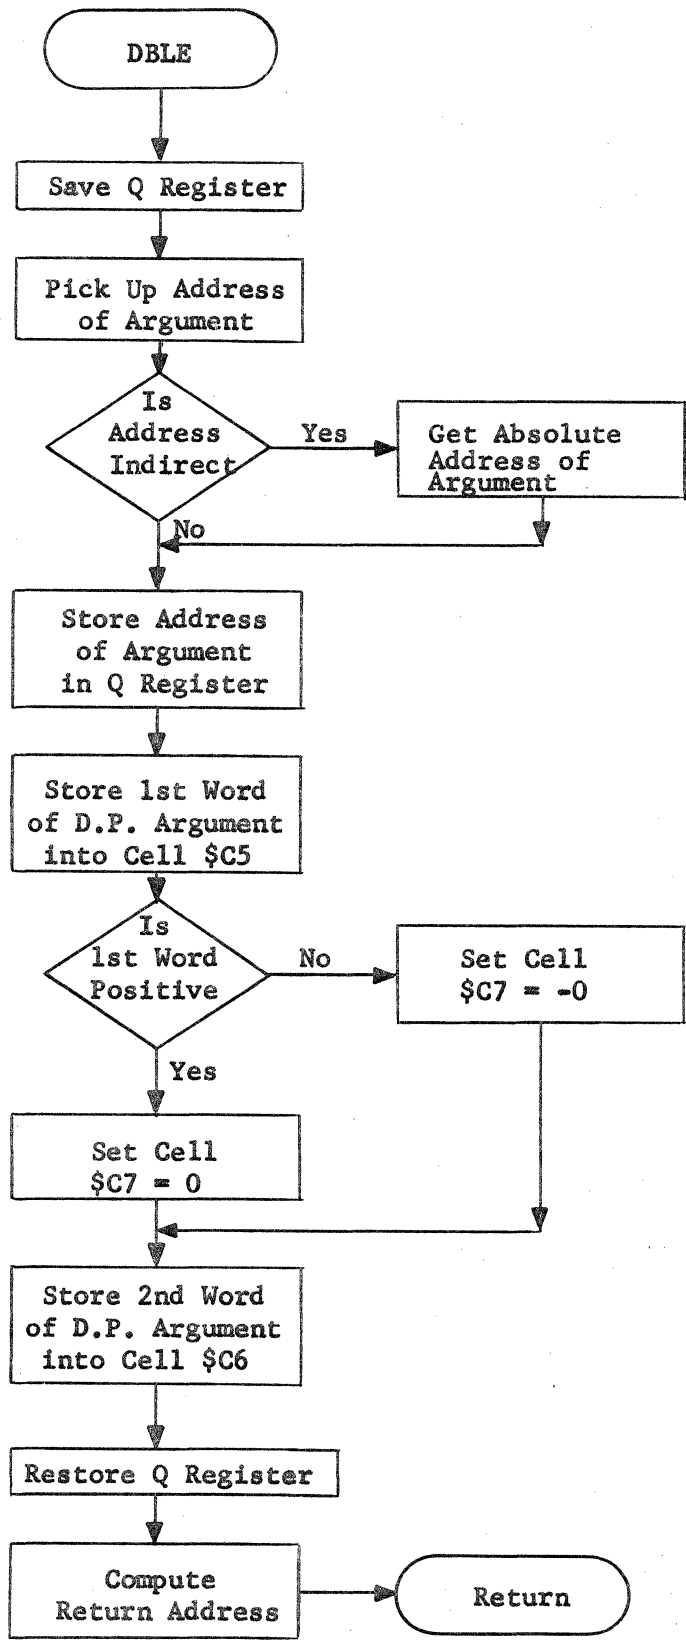 DBLE
Save Q Register
Pick Up Address
of Argument
Is
Address
Indirect
Yes
Get Absolute
Address of
Argument
No
Store Address
of Argument
in Q Register
Store 1st Word
of D.P. Argument
into Cell $C5
Is
1st Word
Positive
No
Set Cell
$C7 = -0
Yes
Set Cell
$C7 = 0
Store 2nd Word
of D.P. Argument
into Cell $C6
Restore Q Register
Compute
Return Address
Return